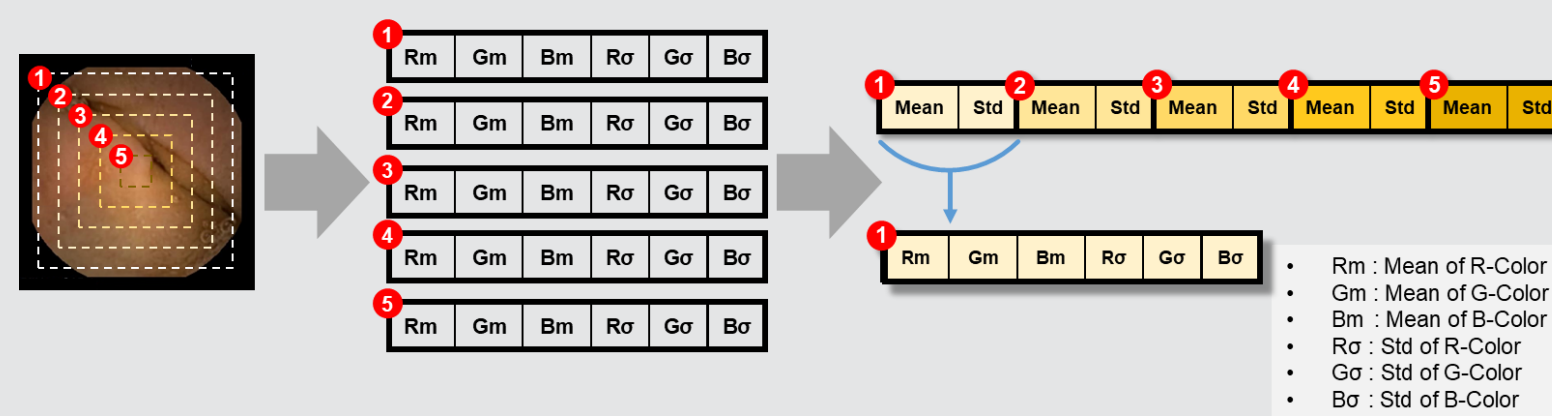 1
2
3
4
5
1
Rm Gm Bm Rσ Gσ Bσ
2
Rm Gm Bm Rσ Gσ Bσ
3
Rm Gm Bm Rσ Gσ Bσ
4
Rm Gm Bm Rσ Gσ Bσ
5
Rm Gm Bm Rσ Gσ Bσ
1 2 3 4 5
Mean Std Mean Std Mean Std Mean Std Mean Std
1
Rm Gm Bm Rσ Gσ Bσ
• Rm : Mean of R-Color
• Gm : Mean of G-Color
• Bm : Mean of B-Color
• Rσ : Std of R-Color
• Gσ : Std of G-Color
• Bσ : Std of B-Color